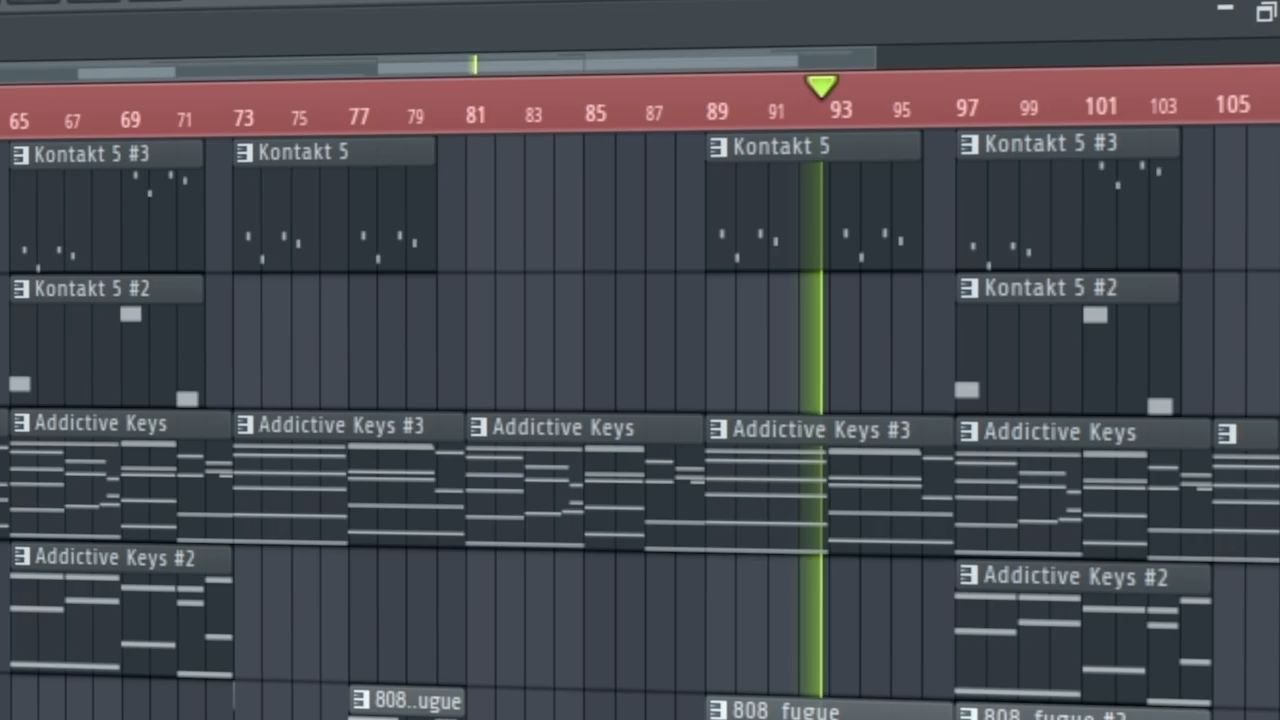 65 67 69 71 73 75 77 79 81 83 85 87 89 91 93 95 97 99 101 103 105
Kontakt 5 #3 Kontakt 5 Kontakt 5 Kontakt 5 #3
Kontakt 5 #2 Kontakt 5 #2
Addictive Keys Addictive Keys #3 Addictive Keys Addictive Keys #3 Addictive Keys
Addictive Keys #2 Addictive Keys #2
808..ugue 808 fugue 808 fugue #2